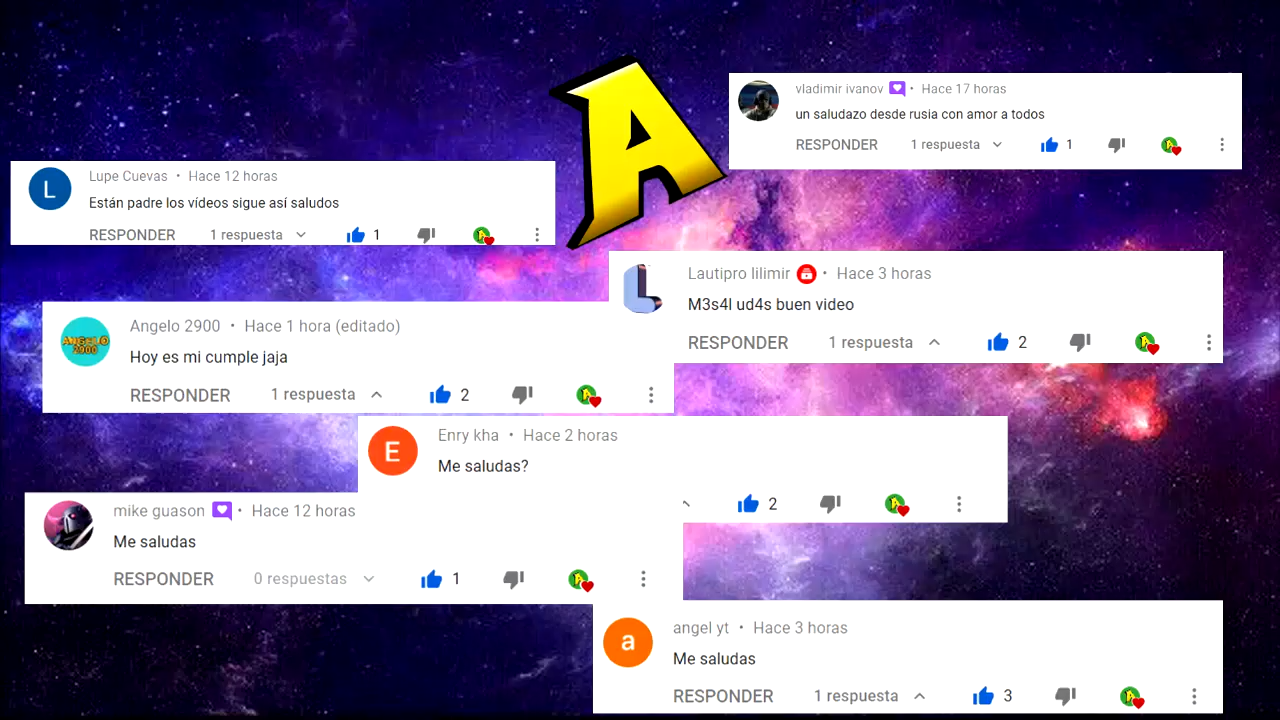 A
vladimir ivanov • Hace 17 horas
un saludazo desde rusia con amor a todos
RESPONDER 1 respuesta 1
L
Lupe Cuevas • Hace 12 horas
Están padre los vídeos sigue así saludos
RESPONDER 1 respuesta 1
L
Lautipro lilimir • Hace 3 horas
M3s4l ud4s buen video
RESPONDER 1 respuesta 2
ANGELO
2900
Angelo 2900 • Hace 1 hora (editado)
Hoy es mi cumple jaja
RESPONDER 1 respuesta 2
E
Enry kha • Hace 2 horas
Me saludas?
2
mike guason • Hace 12 horas
Me saludas
RESPONDER 0 respuestas 1
a
angel yt • Hace 3 horas
Me saludas
RESPONDER 1 respuesta 3